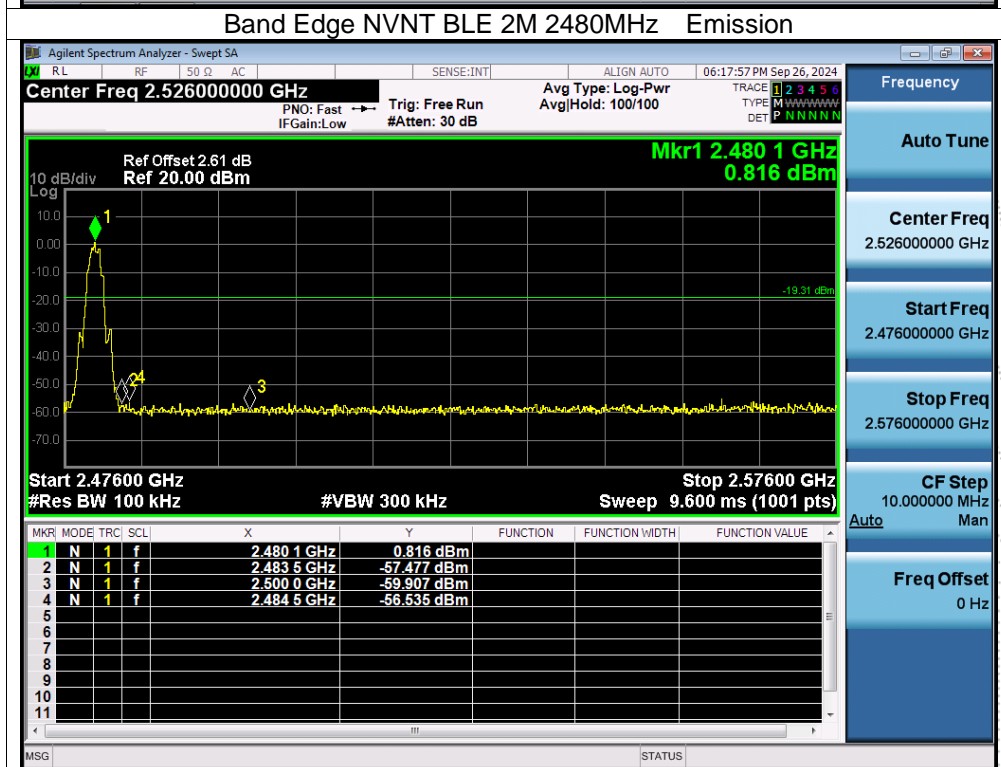 Band Edge NVNT BLE 2M 2480MHz Emission
Agilent Spectrum Analyzer - Swept SA
LXI RL RF 50 Ω AC SENSE:INT ALIGN AUTO 06:17:57 PM Sep 26, 2024
Center Freq 2.526000000 GHz
PNO: Fast
IFGain:Low
Trig: Free Run
#Atten: 30 dB
Avg Type: Log-Pwr
Avg|Hold: 100/100
TRACE 1 2 3 4 5 6
TYPE M WWWWW
DET P N N N N N
Frequency
Auto Tune
Center Freq
2.526000000 GHz
Start Freq
2.476000000 GHz
Stop Freq
2.576000000 GHz
CF Step
10.000000 MHz
Auto Man
Freq Offset
0 Hz
Mkr1 2.480 1 GHz
0.816 dBm
Ref Offset 2.61 dB
10 dB/div Ref 20.00 dBm
Log
10.0
0.00
-10.0
-20.0
-30.0
-40.0
-50.0
-60.0
-70.0
1
-19.31 dBm
2 4
3
Start 2.47600 GHz Stop 2.57600 GHz
#Res BW 100 kHz #VBW 300 kHz Sweep 9.600 ms (1001 pts)
MKR MODE TRC SCL X Y FUNCTION FUNCTION WIDTH FUNCTION VALUE
1 N 1 f 2.480 1 GHz 0.816 dBm
2 N 1 f 2.483 5 GHz -57.477 dBm
3 N 1 f 2.500 0 GHz -59.907 dBm
4 N 1 f 2.484 5 GHz -56.535 dBm
5
6
7
8
9
10
11
MSG STATUS